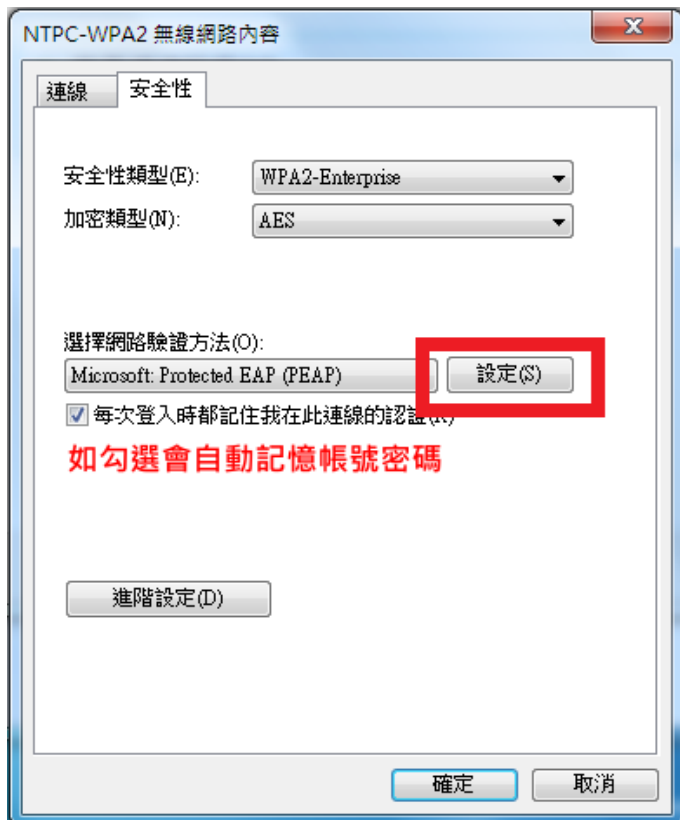 NTPC-WPA2 無線網路內容
連線
安全性
安全性類型(E):
WPA2-Enterprise
加密類型(N):
AES
選擇網路驗證方法(O):
Microsoft: Protected EAP (PEAP)
設定(S)
每次登入時都記住我在此連線的認證(R)
如勾選會自動記憶帳號密碼
進階設定(D)
確定
取消